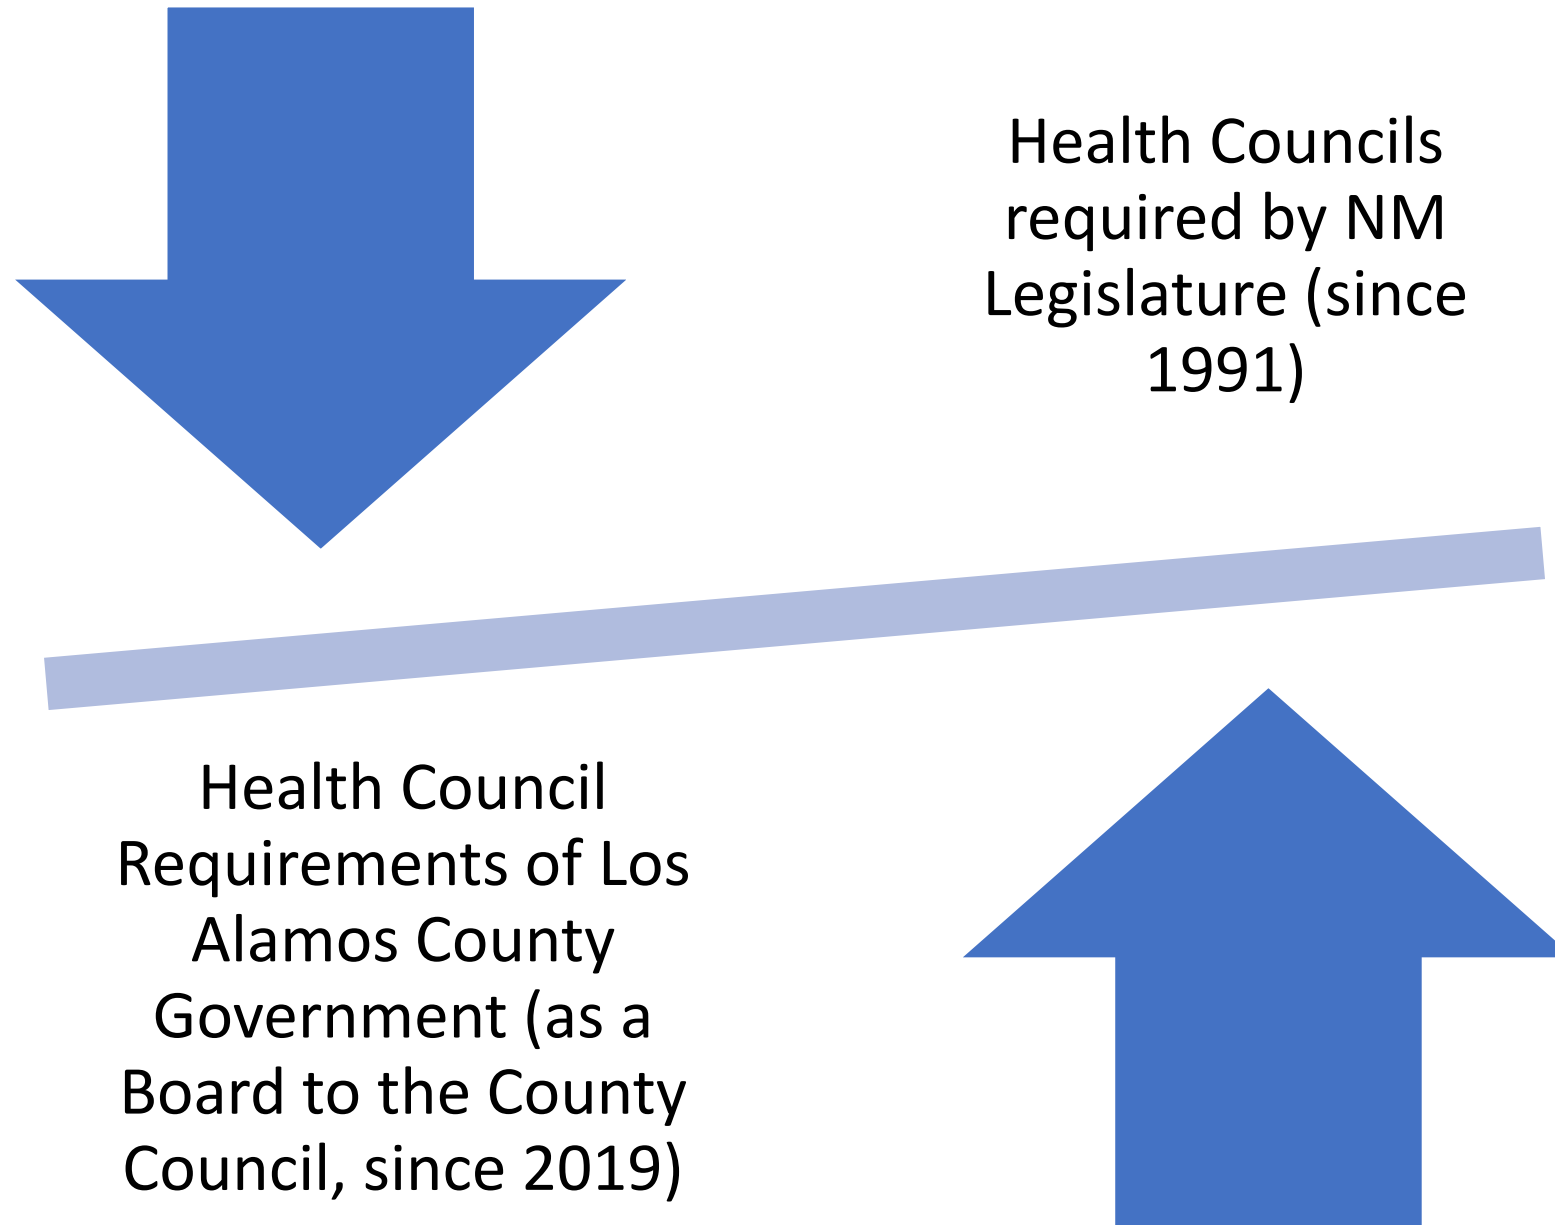 Health Councils
required by NM
Legislature (since
1991)
Health Council
Requirements of Los
Alamos County
Government (as a
Board to the County
Council, since 2019)